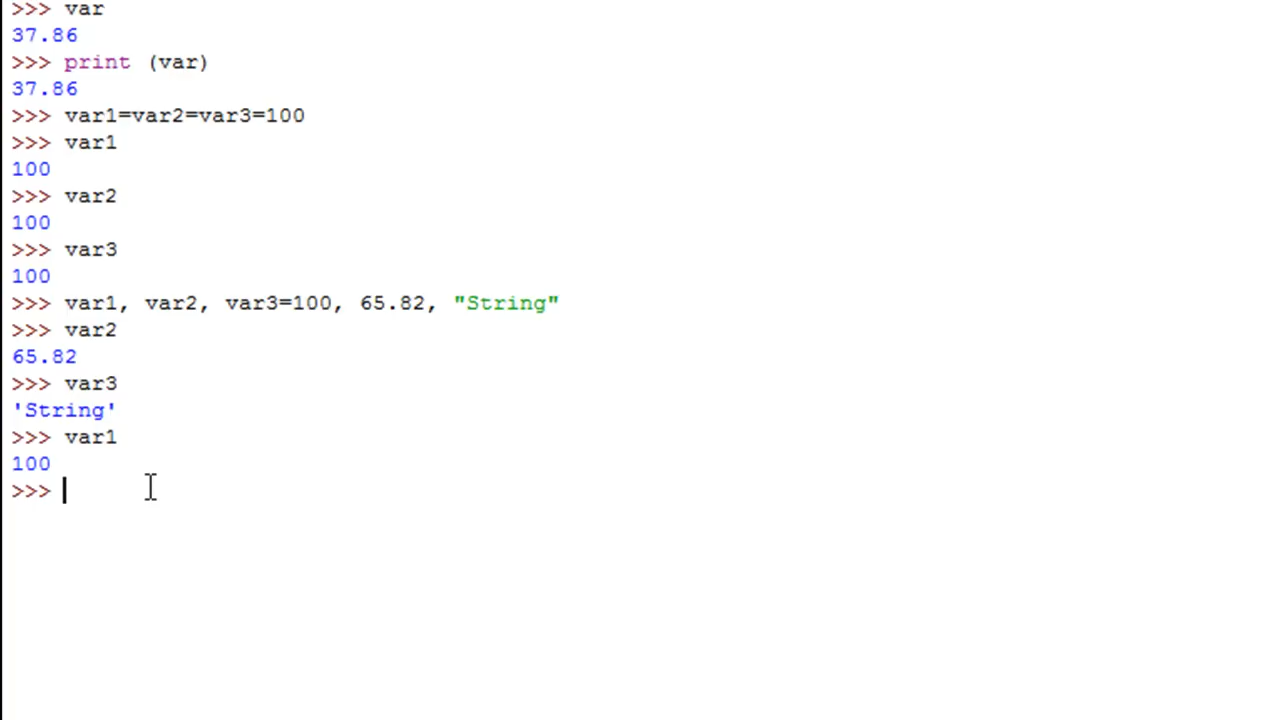 >>> var
37.86
>>> print (var)
37.86
>>> var1=var2=var3=100
>>> var1
100
>>> var2
100
>>> var3
100
>>> var1, var2, var3=100, 65.82, "String"
>>> var2
65.82
>>> var3
'String'
>>> var1
100
>>>